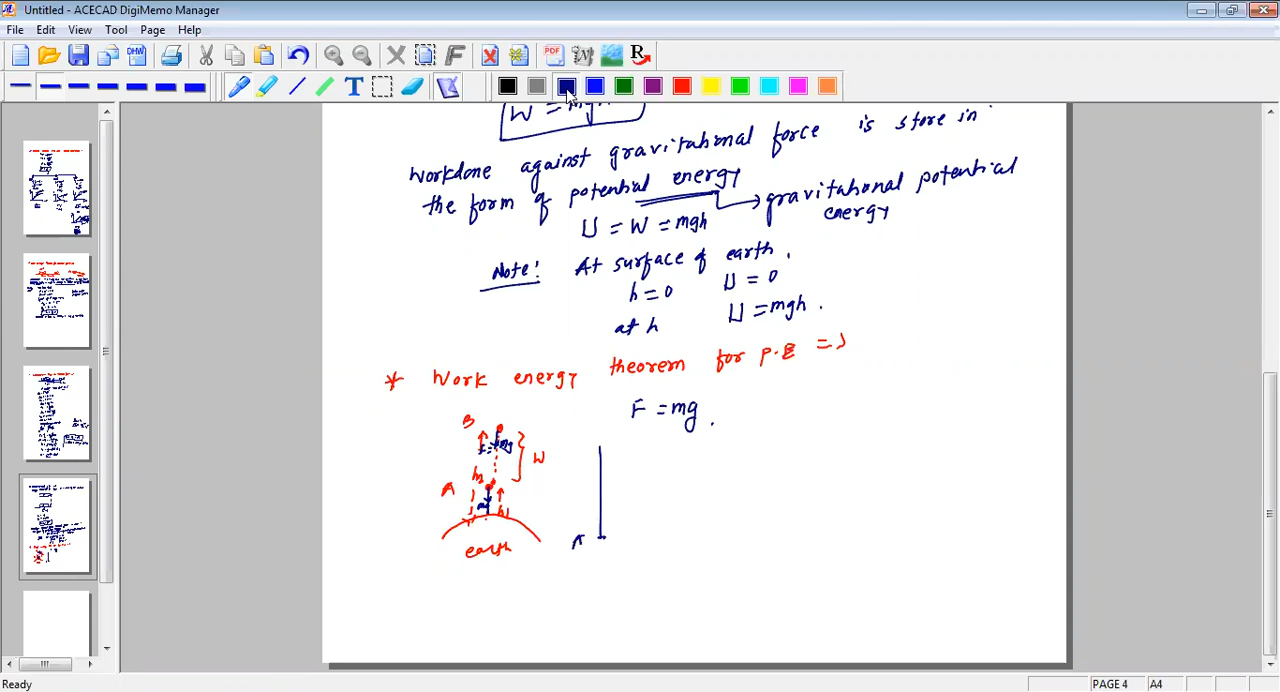 Untitled - ACECAD DigiMemo Manager
File Edit View Tool Page Help
W = mgh
Workdone against gravitational force is store in
the form of potential energy → gravitational potential
energy
U = W = mgh
Note! At surface of earth.
h = 0 U = 0
at h U = mgh.
* Work energy theorem for P.E =>
F = mg.
B
F = mg
W
A
h
earth
A
Ready
PAGE 4 A4